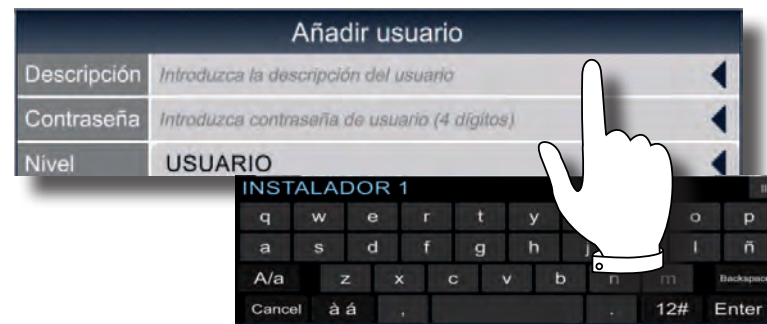 Añadir usuario
Descripción Introduzca la descripción del usuario
Contraseña Introduzca contraseña de usuario (4 dígitos)
Nivel USUARIO
INSTALADOR 1
q w e r t y o p
a s d f g h j l ñ
A/a z x c v b n m Backspace
Cancel à á , . 12# Enter